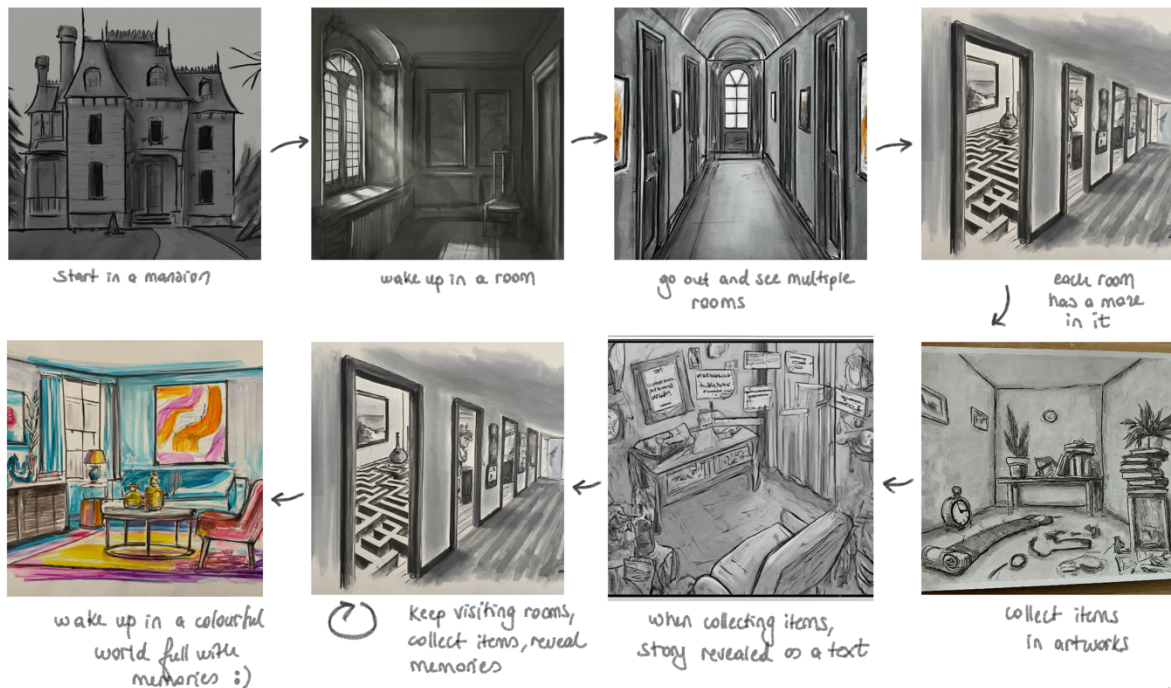 start in a mansion
wake up in a room
go out and see multiple
rooms
each room
has a maze
in it
collect items
in artworks
when collecting items,
story revealed as a text
keep visiting rooms,
collect items, reveal
memories
wake up in a colourful
world full with
memories :)